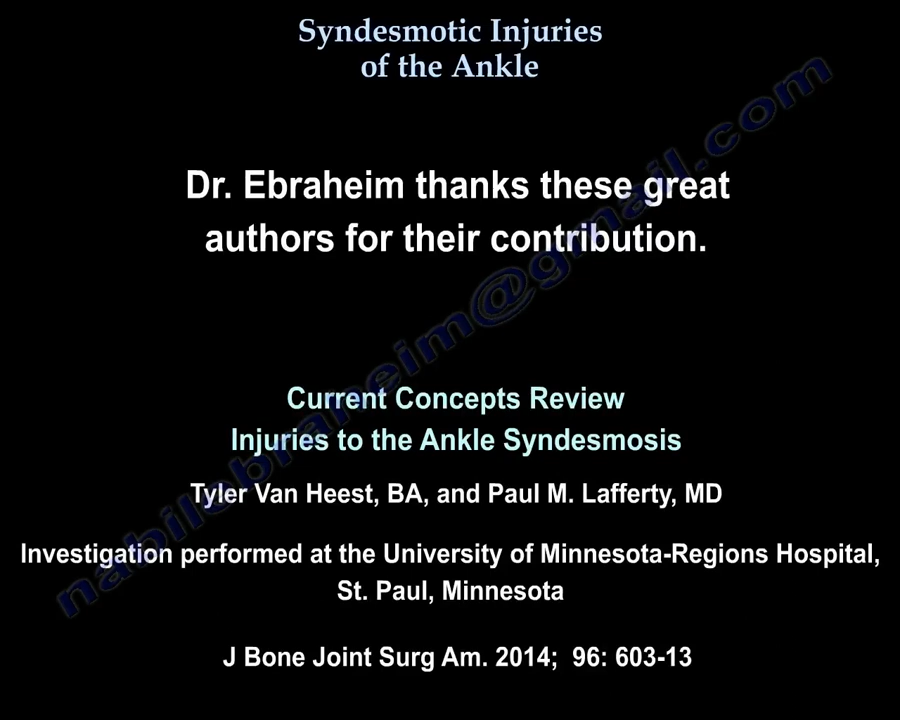 Syndesmotic Injuries
of the Ankle
Dr. Ebraheim thanks these great
authors for their contribution.
nabilebraheim@gmail.com
Current Concepts Review
Injuries to the Ankle Syndesmosis
Tyler Van Heest, BA, and Paul M. Lafferty, MD
Investigation performed at the University of Minnesota-Regions Hospital,
St. Paul, Minnesota
J Bone Joint Surg Am. 2014;  96: 603-13